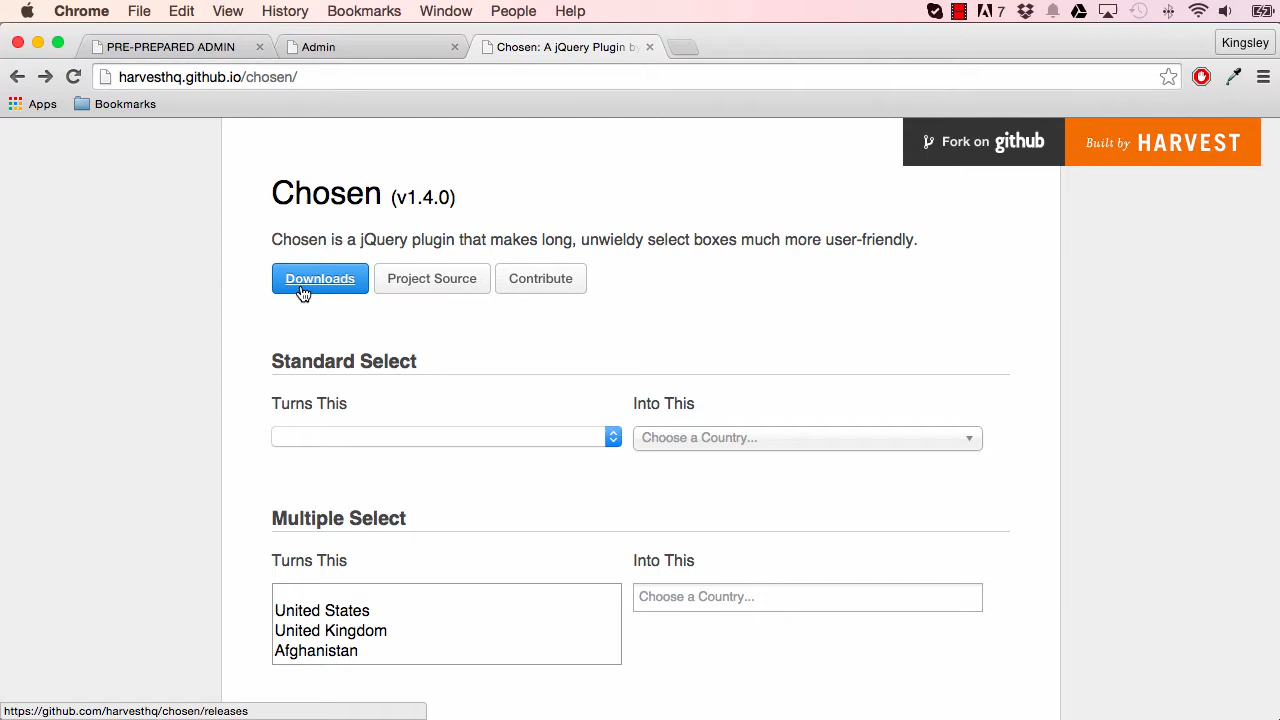 Chrome File Edit View History Bookmarks Window People Help 7
PRE-PREPARED ADMIN Admin Chosen: A jQuery Plugin by Kingsley
harvesthq.github.io/chosen/
Apps Bookmarks
Fork on github Built by HARVEST
Chosen (v1.4.0)
Chosen is a jQuery plugin that makes long, unwieldy select boxes much more user-friendly.
Downloads Project Source Contribute
Standard Select
Turns This Into This
Choose a Country...
Multiple Select
Turns This Into This
Choose a Country...
United States
United Kingdom
Afghanistan
https://github.com/harvesthq/chosen/releases